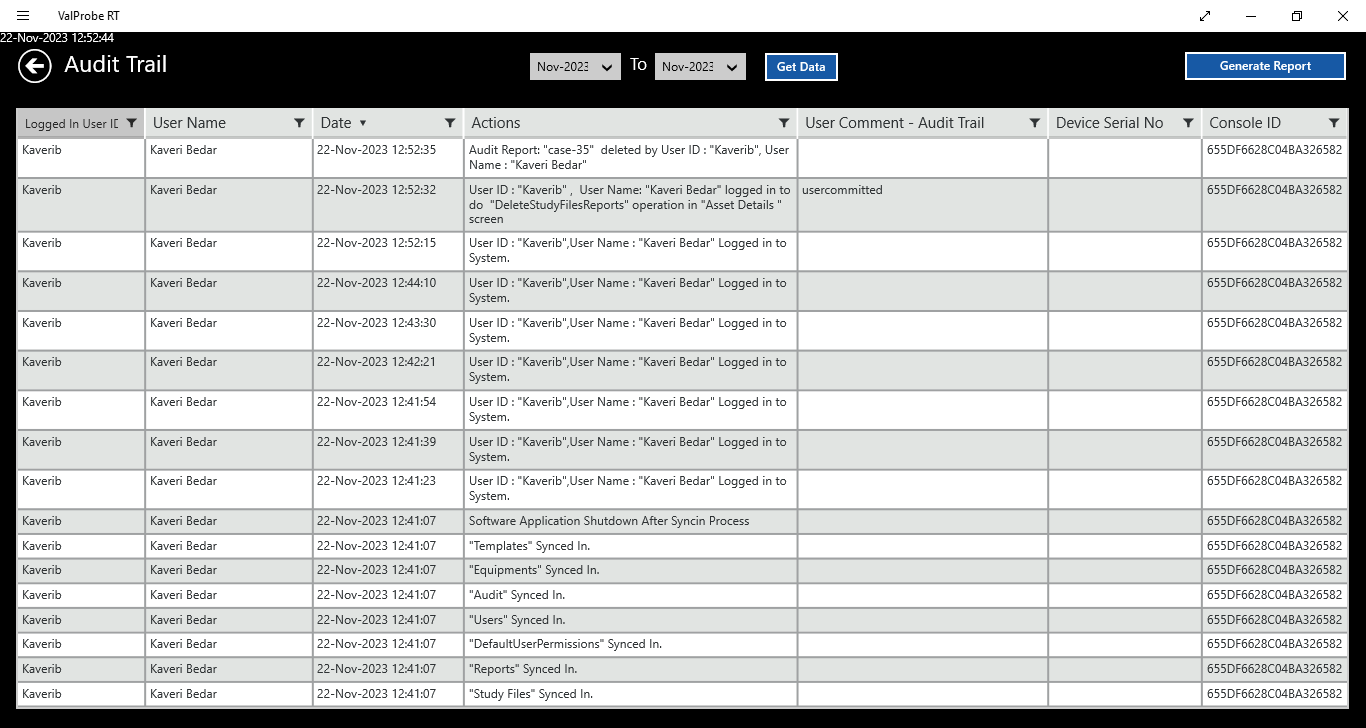 ValProbe RT
22-Nov-2023 12:52:44
Audit Trail
Nov-2023 To Nov-2023 Get Data Generate Report
Logged In User ID User Name Date Actions User Comment - Audit Trail Device Serial No Console ID
Kaverib Kaveri Bedar 22-Nov-2023 12:52:35 Audit Report: "case-35"  deleted by User ID : "Kaverib", User 655DF6628C04BA326582
Name : "Kaveri Bedar"
Kaverib Kaveri Bedar 22-Nov-2023 12:52:32 User ID : "Kaverib" ,  User Name: "Kaveri Bedar" logged in to usercommitted 655DF6628C04BA326582
do  "DeleteStudyFilesReports" operation in "Asset Details "
screen
Kaverib Kaveri Bedar 22-Nov-2023 12:52:15 User ID : "Kaverib",User Name : "Kaveri Bedar" Logged in to 655DF6628C04BA326582
System.
Kaverib Kaveri Bedar 22-Nov-2023 12:44:10 User ID : "Kaverib",User Name : "Kaveri Bedar" Logged in to 655DF6628C04BA326582
System.
Kaverib Kaveri Bedar 22-Nov-2023 12:43:30 User ID : "Kaverib",User Name : "Kaveri Bedar" Logged in to 655DF6628C04BA326582
System.
Kaverib Kaveri Bedar 22-Nov-2023 12:42:21 User ID : "Kaverib",User Name : "Kaveri Bedar" Logged in to 655DF6628C04BA326582
System.
Kaverib Kaveri Bedar 22-Nov-2023 12:41:54 User ID : "Kaverib",User Name : "Kaveri Bedar" Logged in to 655DF6628C04BA326582
System.
Kaverib Kaveri Bedar 22-Nov-2023 12:41:39 User ID : "Kaverib",User Name : "Kaveri Bedar" Logged in to 655DF6628C04BA326582
System.
Kaverib Kaveri Bedar 22-Nov-2023 12:41:23 User ID : "Kaverib",User Name : "Kaveri Bedar" Logged in to 655DF6628C04BA326582
System.
Kaverib Kaveri Bedar 22-Nov-2023 12:41:07 Software Application Shutdown After Syncin Process 655DF6628C04BA326582
Kaverib Kaveri Bedar 22-Nov-2023 12:41:07 "Templates" Synced In. 655DF6628C04BA326582
Kaverib Kaveri Bedar 22-Nov-2023 12:41:07 "Equipments" Synced In. 655DF6628C04BA326582
Kaverib Kaveri Bedar 22-Nov-2023 12:41:07 "Audit" Synced In. 655DF6628C04BA326582
Kaverib Kaveri Bedar 22-Nov-2023 12:41:07 "Users" Synced In. 655DF6628C04BA326582
Kaverib Kaveri Bedar 22-Nov-2023 12:41:07 "DefaultUserPermissions" Synced In. 655DF6628C04BA326582
Kaverib Kaveri Bedar 22-Nov-2023 12:41:07 "Reports" Synced In. 655DF6628C04BA326582
Kaverib Kaveri Bedar 22-Nov-2023 12:41:07 "Study Files" Synced In. 655DF6628C04BA326582